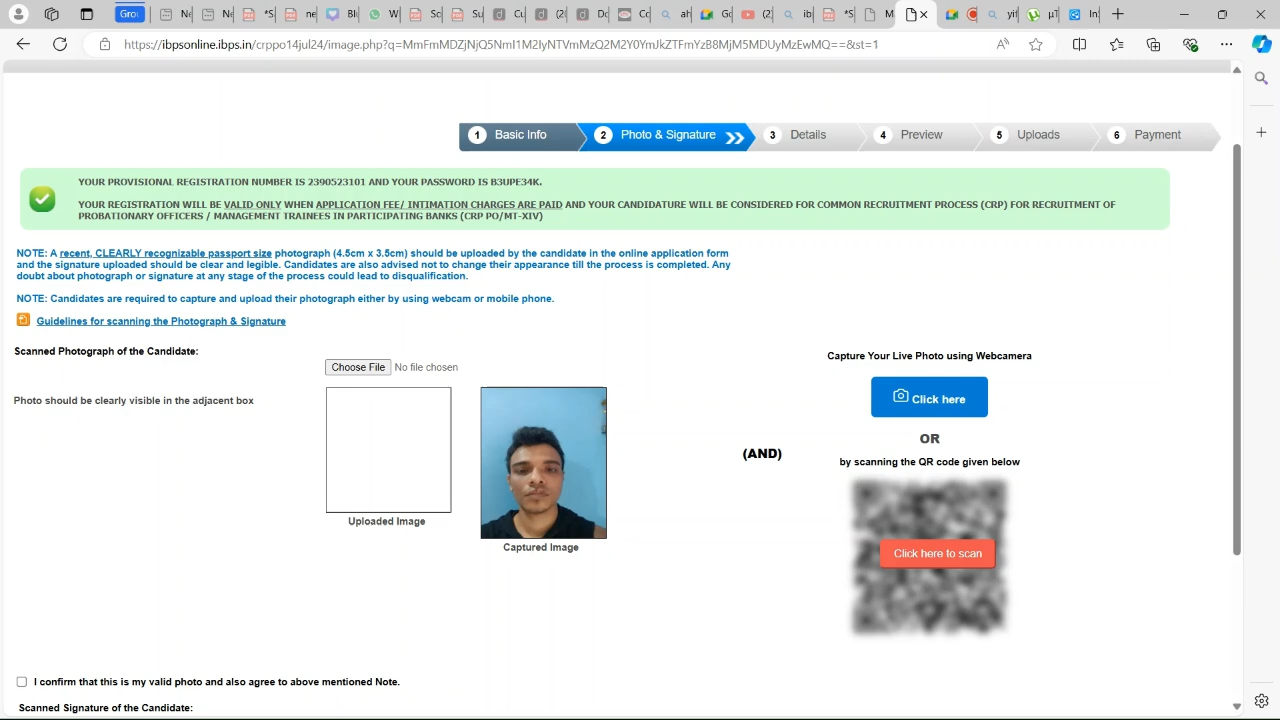 Grou
https://ibpsonline.ibps.in/crppo14jul24/image.php?q=MmFmMDZjNjQ5NmI1M2IyNTVmMzQ2M2Y0YmJkZTFmYzB8MjM5MDUyMzEwMQ==&st=1
1 Basic Info
2 Photo & Signature
3 Details
4 Preview
5 Uploads
6 Payment
YOUR PROVISIONAL REGISTRATION NUMBER IS 2390523101 AND YOUR PASSWORD IS B3UPE34K.
YOUR REGISTRATION WILL BE VALID ONLY WHEN APPLICATION FEE/ INTIMATION CHARGES ARE PAID AND YOUR CANDIDATURE WILL BE CONSIDERED FOR COMMON RECRUITMENT PROCESS (CRP) FOR RECRUITMENT OF
PROBATIONARY OFFICERS / MANAGEMENT TRAINEES IN PARTICIPATING BANKS (CRP PO/MT-XIV)
NOTE: A recent, CLEARLY recognizable passport size photograph (4.5cm x 3.5cm) should be uploaded by the candidate in the online application form
and the signature uploaded should be clear and legible. Candidates are also advised not to change their appearance till the process is completed. Any
doubt about photograph or signature at any stage of the process could lead to disqualification.
NOTE: Candidates are required to capture and upload their photograph either by using webcam or mobile phone.
Guidelines for scanning the Photograph & Signature
Scanned Photograph of the Candidate:
Choose File No file chosen
Photo should be clearly visible in the adjacent box
Uploaded Image
Captured Image
(AND)
Capture Your Live Photo using Webcamera
Click here
OR
by scanning the QR code given below
Click here to scan
I confirm that this is my valid photo and also agree to above mentioned Note.
Scanned Signature of the Candidate: